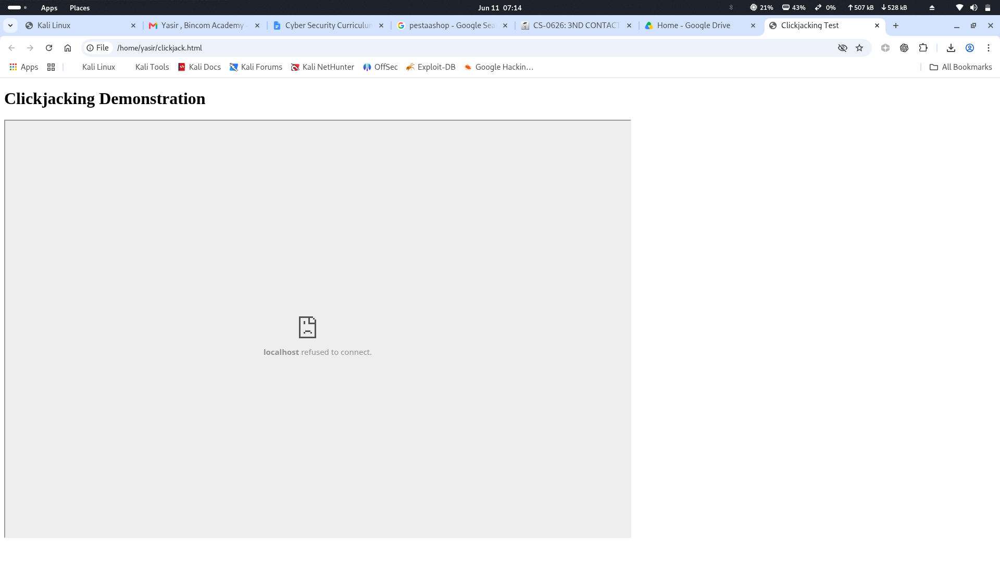 Apps Places Jun 11 07:14 21% 43% 0% 507 kB 528 kB
Kali Linux Yasir , Bincom Academy - Cyber Security Curriculum pestaashop - Google Sea CS-0626: 3ND CONTACT Home - Google Drive Clickjacking Test
File /home/yasir/clickjack.html
Apps Kali Linux Kali Tools Kali Docs Kali Forums Kali NetHunter OffSec Exploit-DB Google Hackin… All Bookmarks
Clickjacking Demonstration
localhost refused to connect.